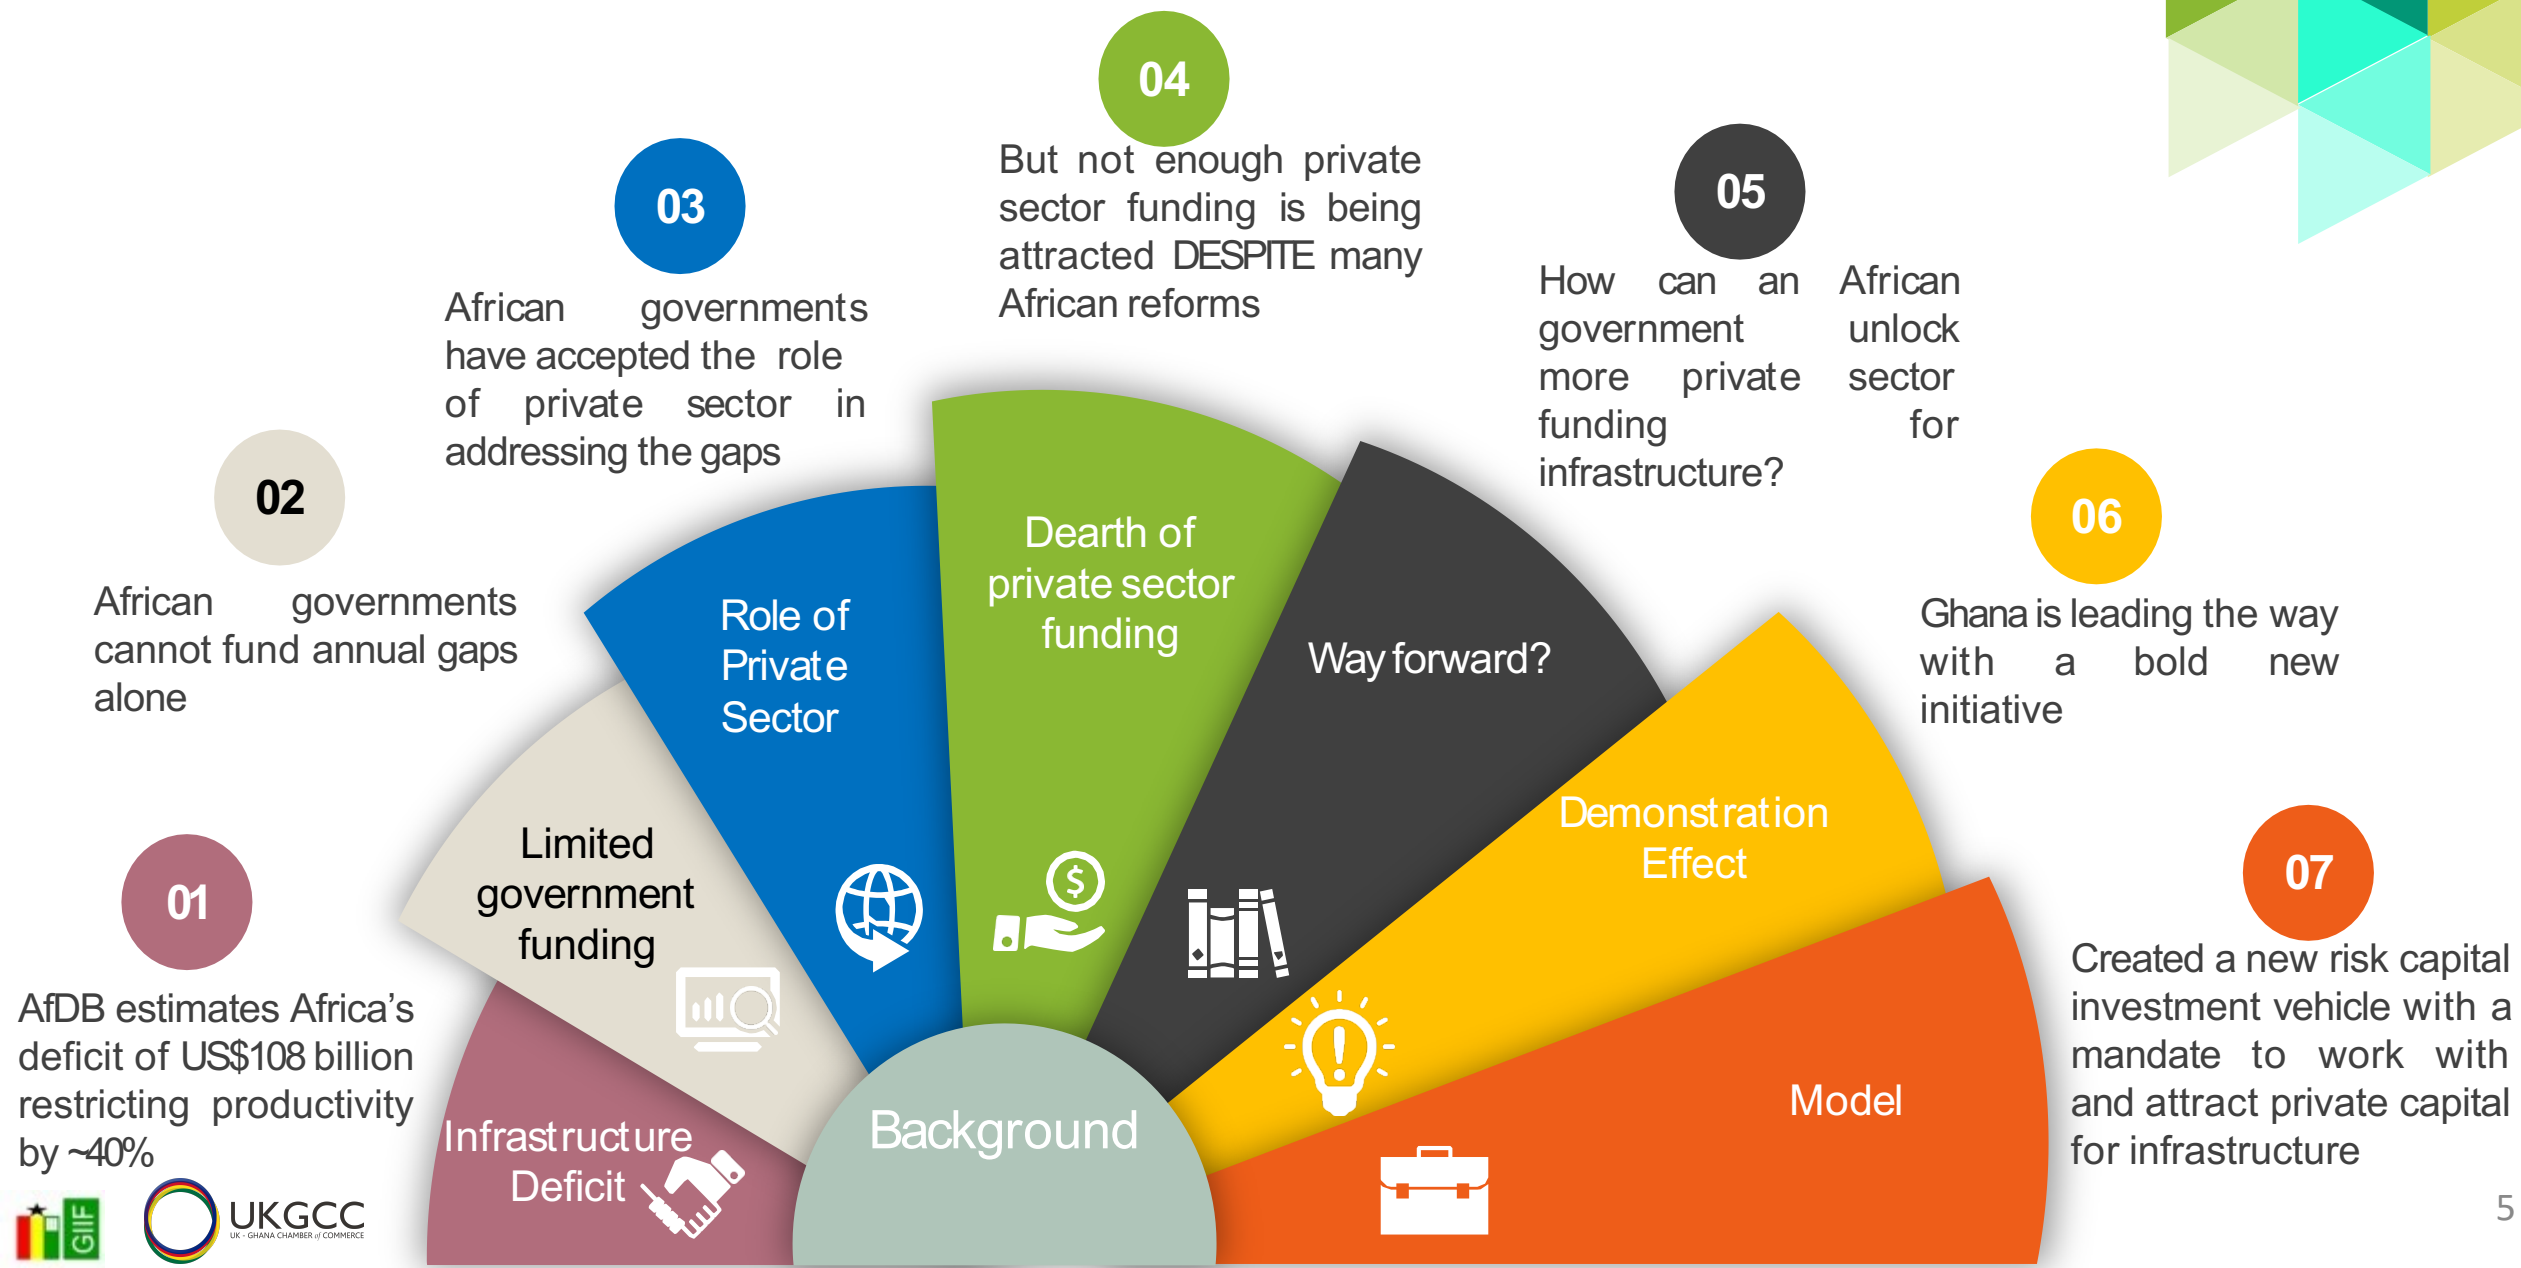 04
But not enough private
sector funding is being
attracted DESPITE many
African reforms
03
African governments
have accepted the role
of private sector in
addressing the gaps
05
How can an African
government unlock
more private sector
funding for
infrastructure?
02
African governments
cannot fund annual gaps
alone
06
Ghana is leading the way
with a bold new
initiative
01
AfDB estimates Africa's
deficit of US$108 billion
restricting productivity
by ~40%
07
Created a new risk capital
investment vehicle with a
mandate to work with
and attract private capital
for infrastructure
Infrastructure
Deficit
Limited
government
funding
Role of
Private
Sector
Dearth of
private sector
funding
Way forward?
Demonstration
Effect
Model
Background
GIIF
UKGCC
UK - GHANA CHAMBER of COMMERCE
5